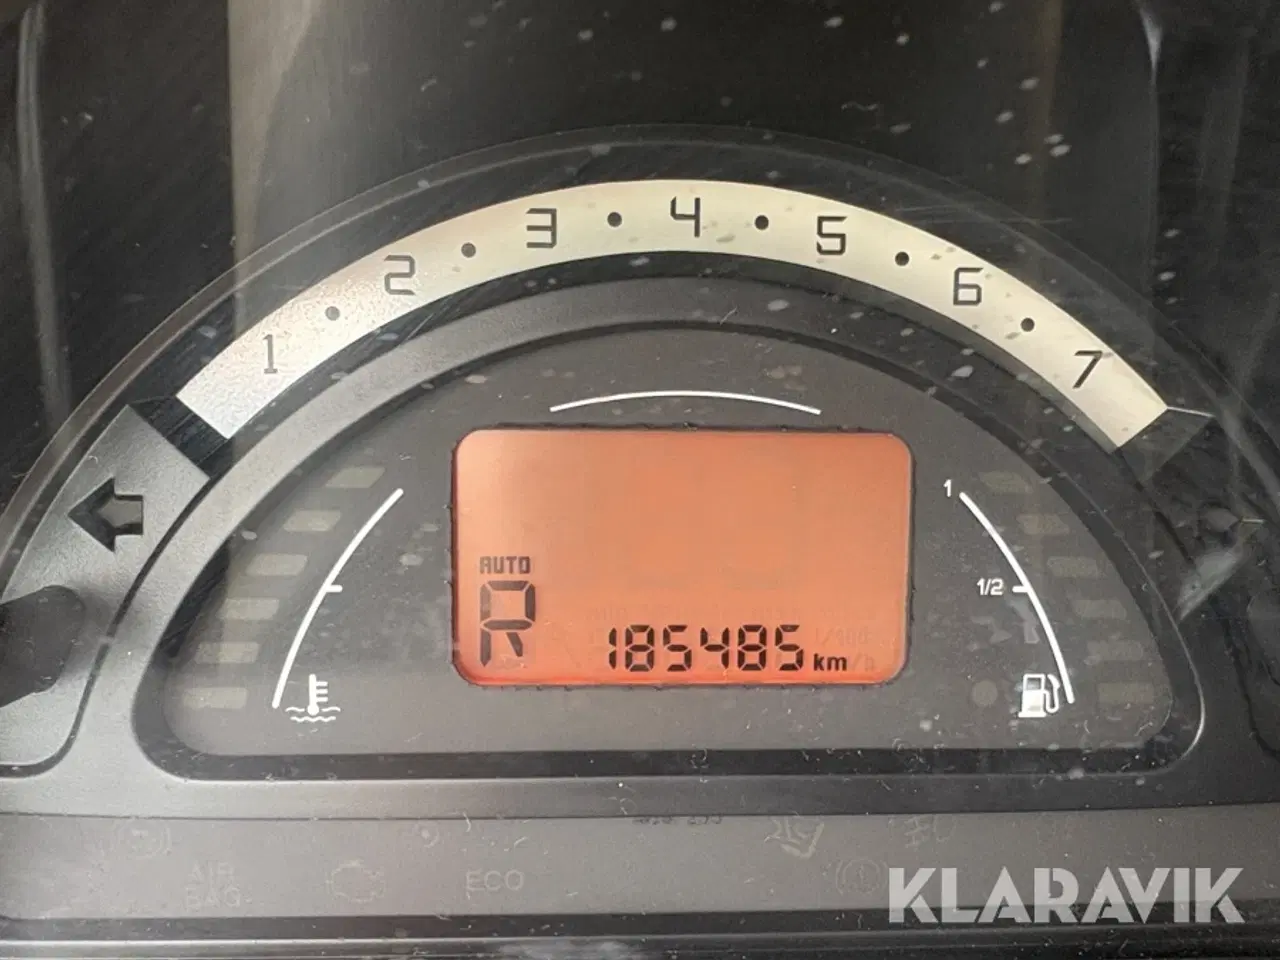 1 • 2 • 3 • 4 • 5 • 6 • 7
1
1/2
AUTO
R
185485 km
AIR
BAG
ECO
KLARAVIK